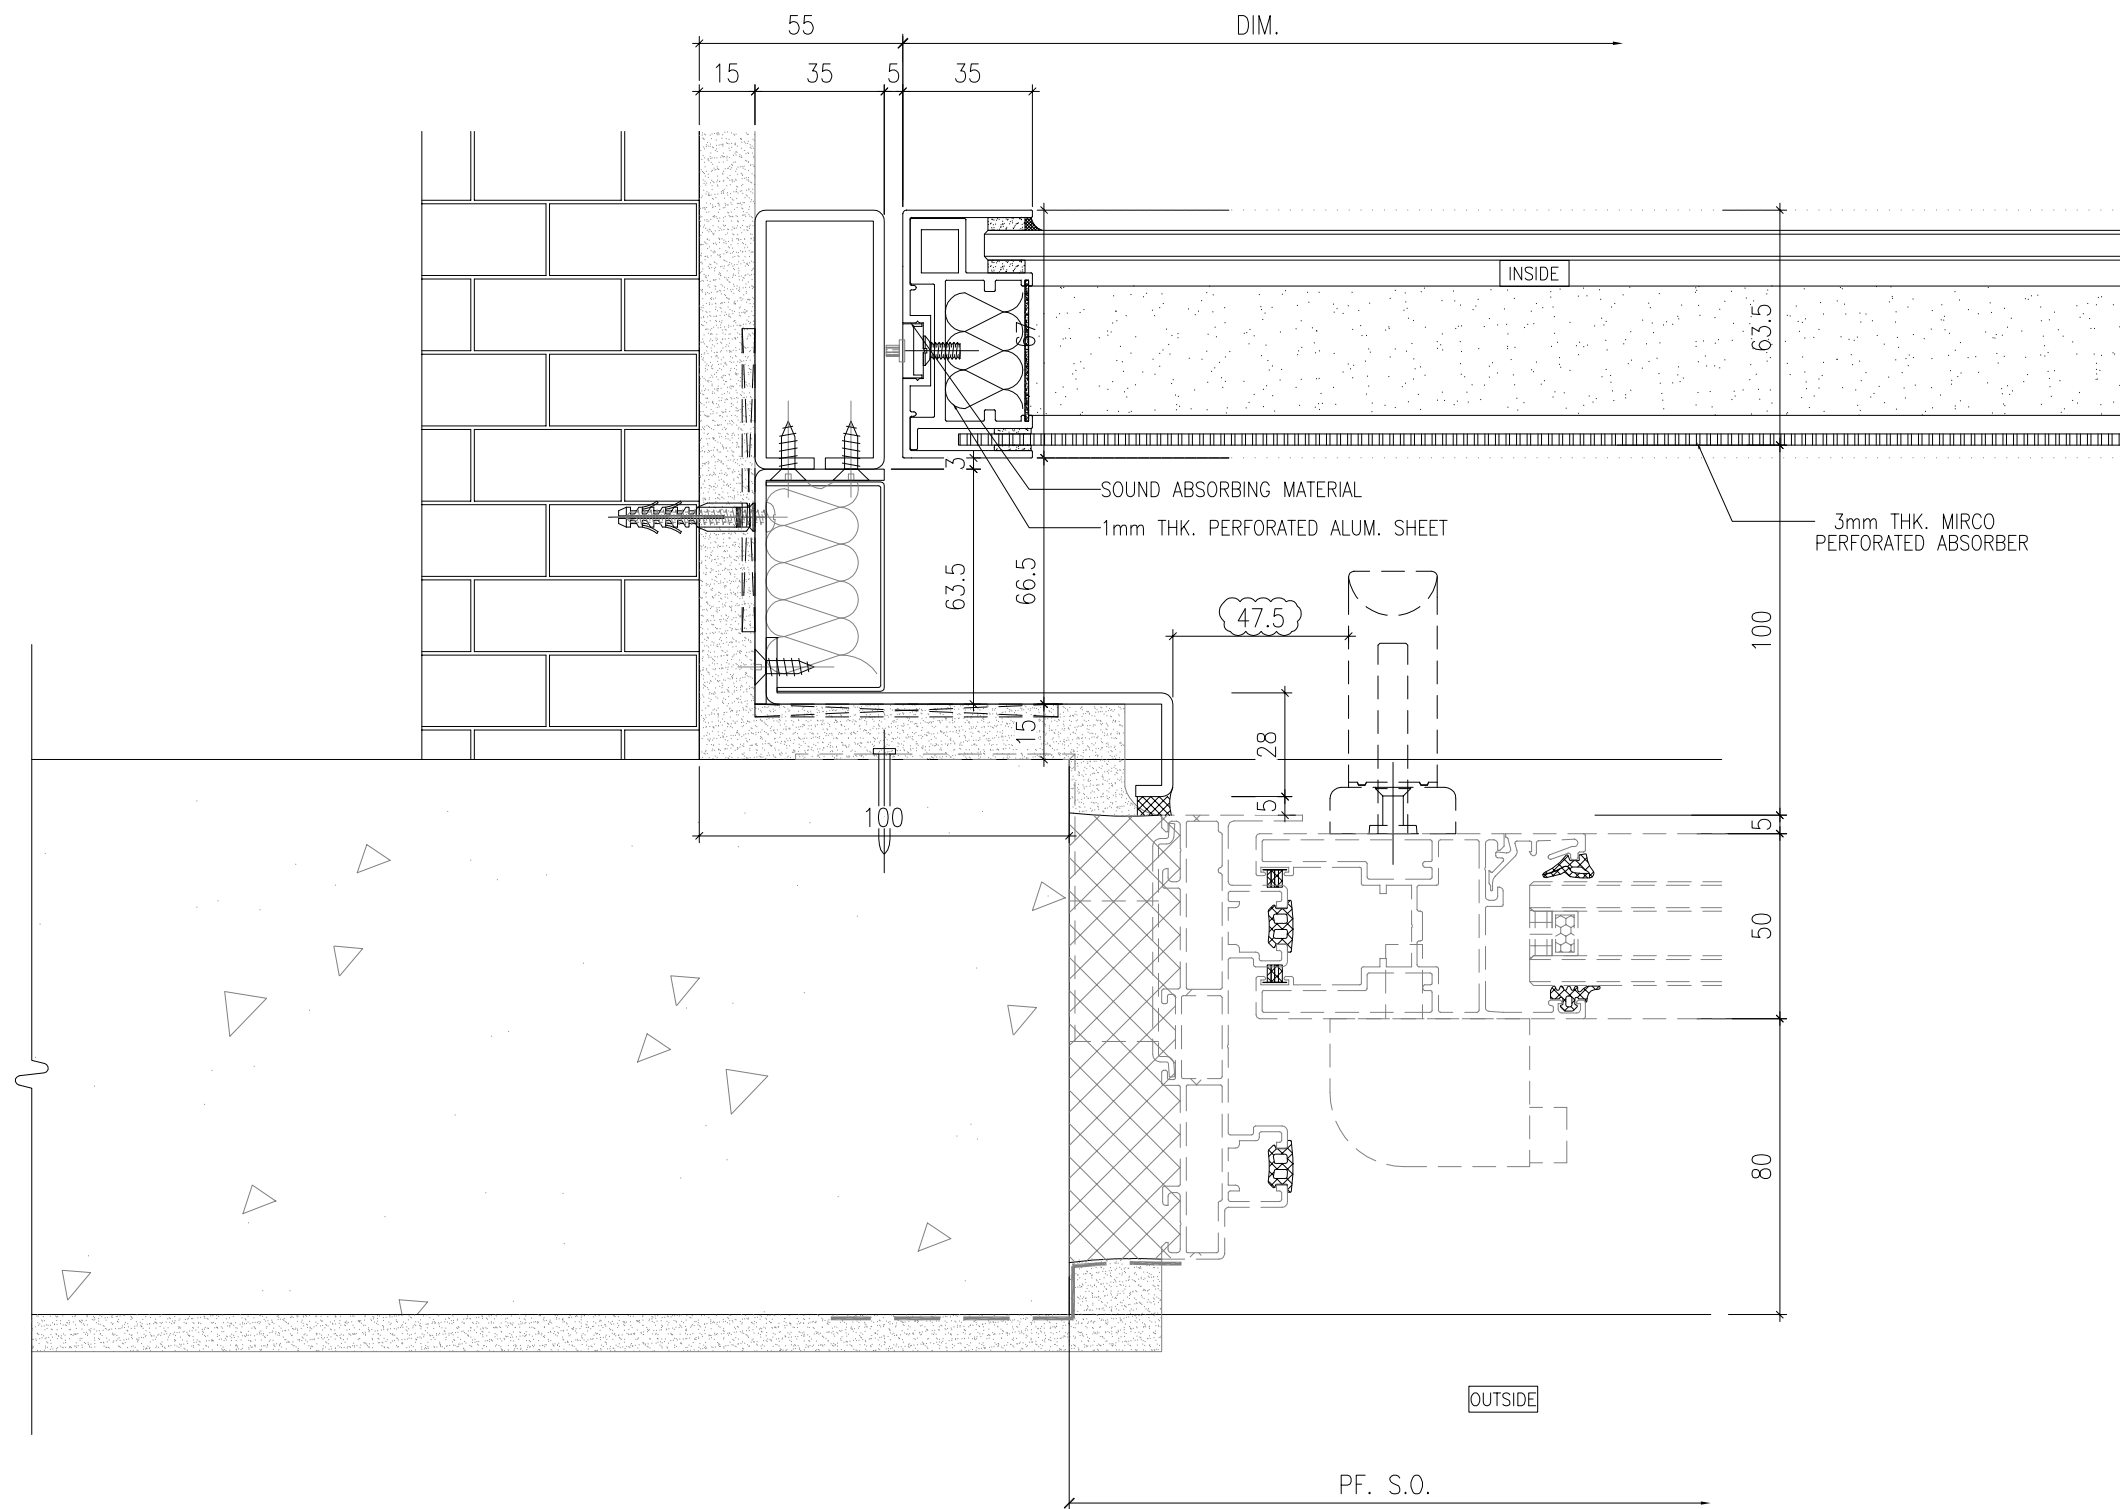 55
DIM.
15
35
5
35
INSIDE
67
63.5
3
SOUND ABSORBING MATERIAL
1mm THK. PERFORATED ALUM. SHEET
3mm THK. MIRCO
PERFORATED ABSORBER
63.5
66.5
47.5
100
15
28
5
100
5
50
80
OUTSIDE
PF. S.O.